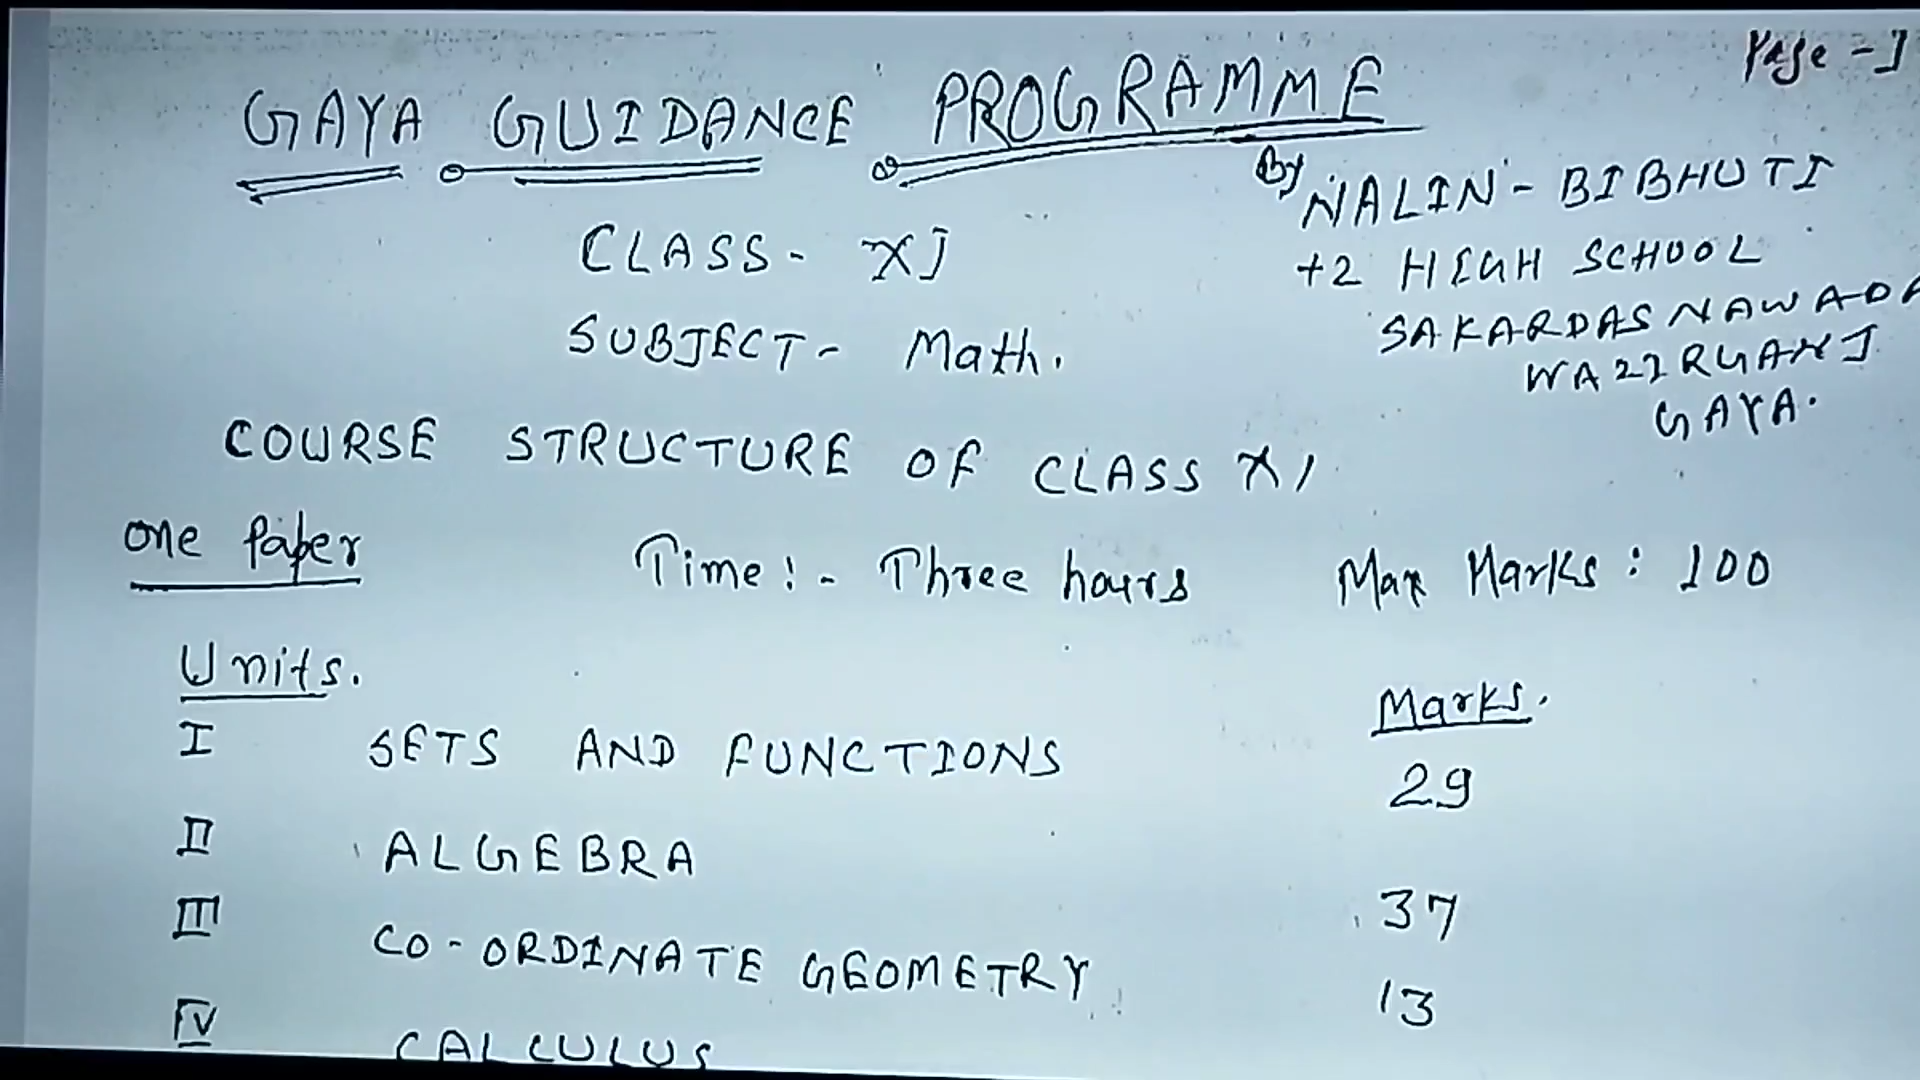 Page - 1
GAYA GUIDANCE PROGRAMME
By NALIN - BIBHUTI
+2 HIGH SCHOOL
SAKARDAS NAWADA
WAZIRGANJ
GAYA.
CLASS - XI
SUBJECT - Math.
COURSE STRUCTURE OF CLASS XI
One Paper Time :- Three hours Max Marks : 100
Units. Marks.
I SETS AND FUNCTIONS 29
II ALGEBRA 37
III CO-ORDINATE GEOMETRY 13
IV CALCULUS